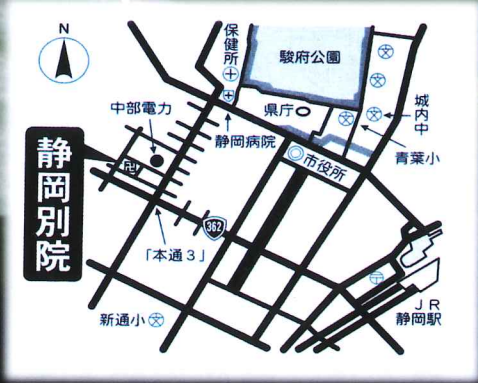 N
保健所
駿府公園
中部電力
県庁
城内中
静岡病院
青葉小
静岡別院
市役所
362
「本通3」
新通小
JR
静岡駅